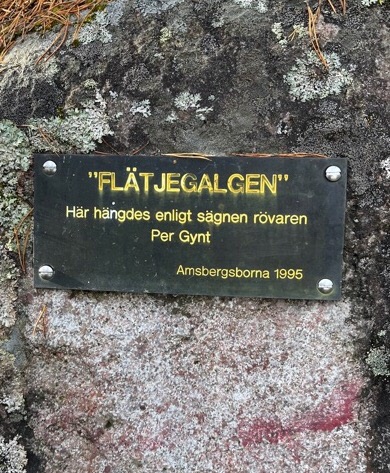 "FLÄTJEGALGEN"
Här hängdes enligt sägnen rövaren
Per Gynt
Amsbergsborna 1995